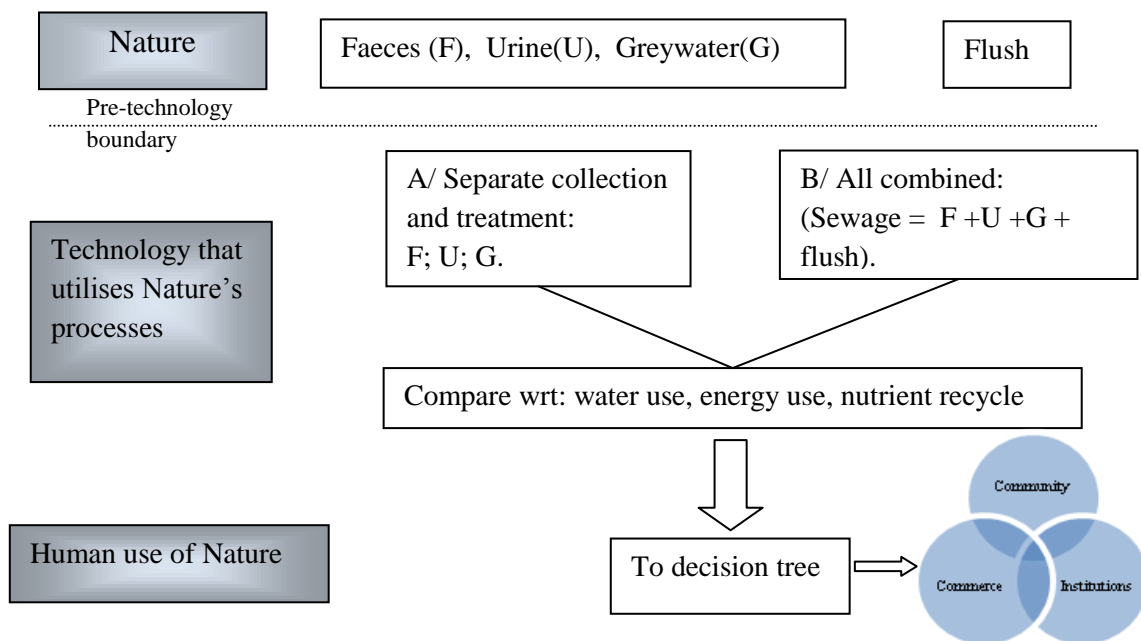 Nature
Faeces (F), Urine(U), Greywater(G)
Flush
Pre-technology
boundary
A/ Separate collection
and treatment:
F; U; G.
B/ All combined:
(Sewage = F +U +G +
flush).
Technology that
utilises Nature’s
processes
Compare wrt: water use, energy use, nutrient recycle
Community
Human use of Nature
To decision tree
Commerce
Institutions